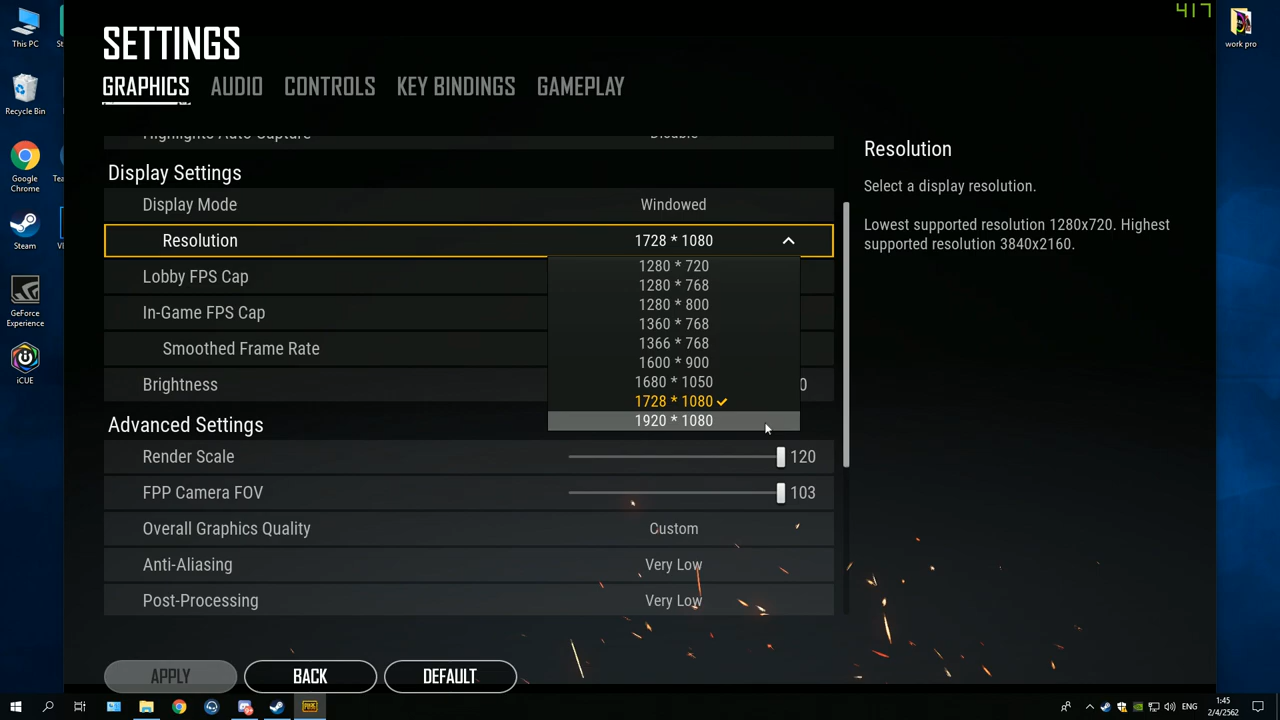 417
This PC
work pro
Recycle Bin
Google
Chrome
Steam
GeForce
Experience
iCUE
SETTINGS
GRAPHICS AUDIO CONTROLS KEY BINDINGS GAMEPLAY
Highlights Auto Capture Disable
Display Settings
Display Mode Windowed
Resolution 1728 * 1080
1280 * 720
1280 * 768
1280 * 800
1360 * 768
1366 * 768
1600 * 900
1680 * 1050
1728 * 1080
1920 * 1080
Lobby FPS Cap
In-Game FPS Cap
Smoothed Frame Rate
Brightness 0
Advanced Settings
Render Scale 120
FPP Camera FOV 103
Overall Graphics Quality Custom
Anti-Aliasing Very Low
Post-Processing Very Low
APPLY BACK DEFAULT
Resolution
Select a display resolution.
Lowest supported resolution 1280x720. Highest
supported resolution 3840x2160.
ENG
1:45
2/4/2562